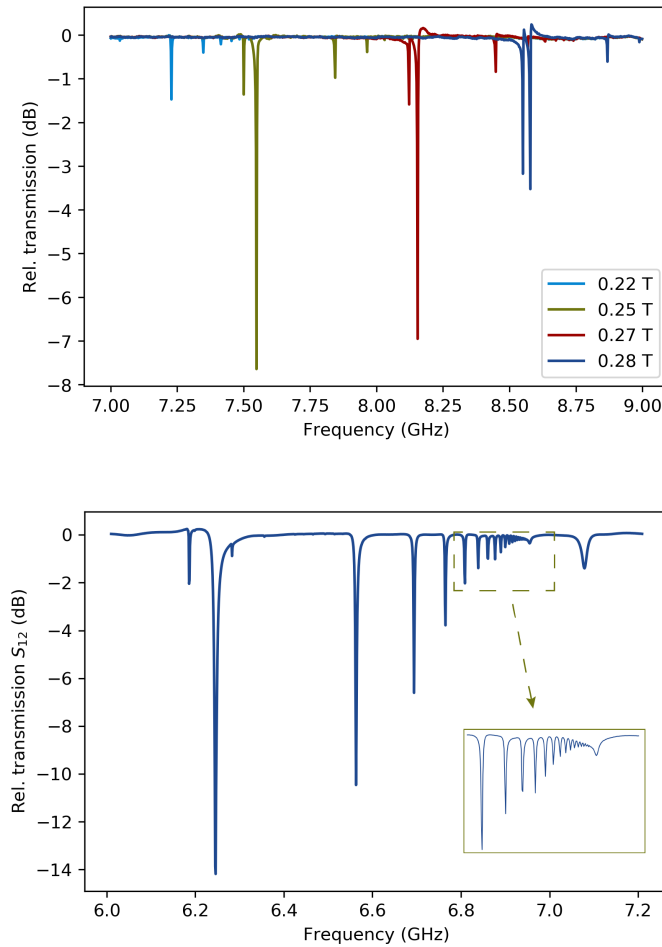 0
−1
−2
−3
−4
−5
−6
−7
−8
Rel. transmission (dB)
7.00 7.25 7.50 7.75 8.00 8.25 8.50 8.75 9.00
Frequency (GHz)
0.22 T
0.25 T
0.27 T
0.28 T
0
−2
−4
−6
−8
−10
−12
−14
Rel. transmission S₁₂ (dB)
6.0 6.2 6.4 6.6 6.8 7.0 7.2
Frequency (GHz)